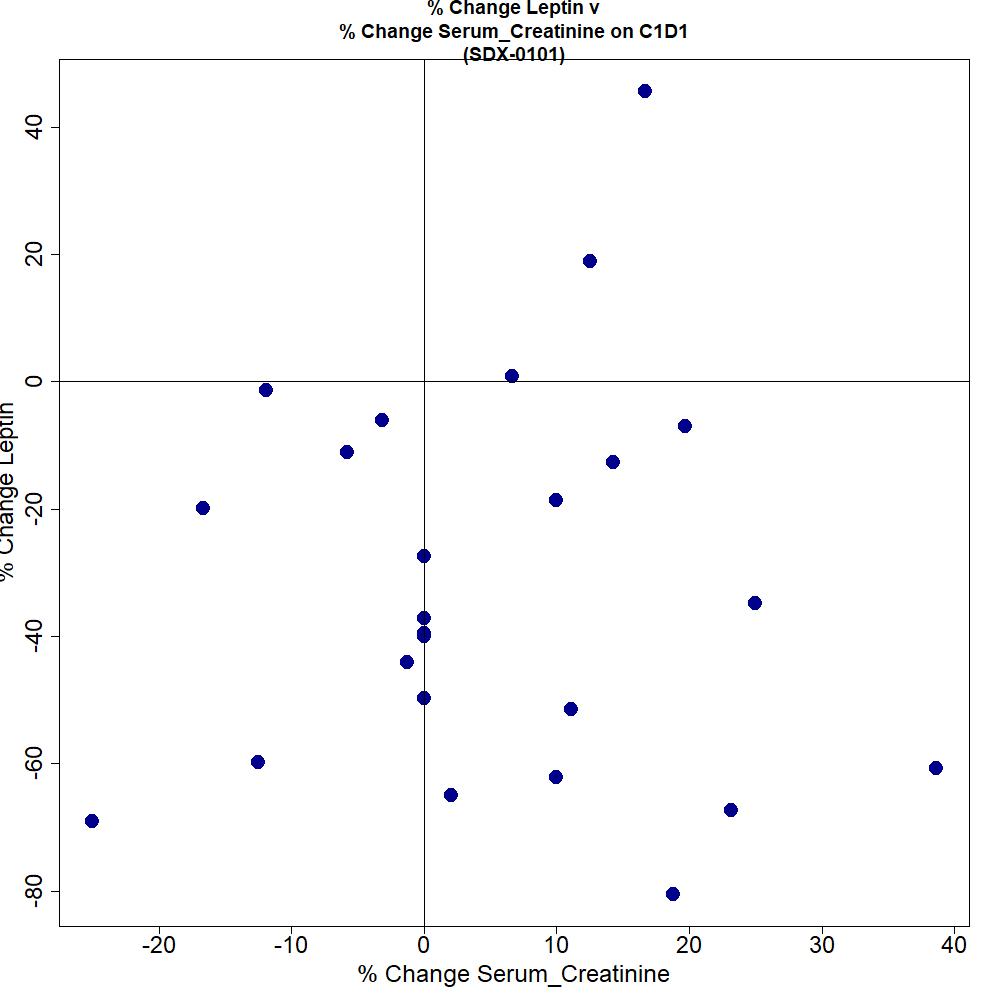 % Change Leptin v
% Change Serum_Creatinine on C1D1
(SDX-0101)
40
20
0
-20
-40
-60
-80
% Change Leptin
-20 -10 0 10 20 30 40
% Change Serum_Creatinine